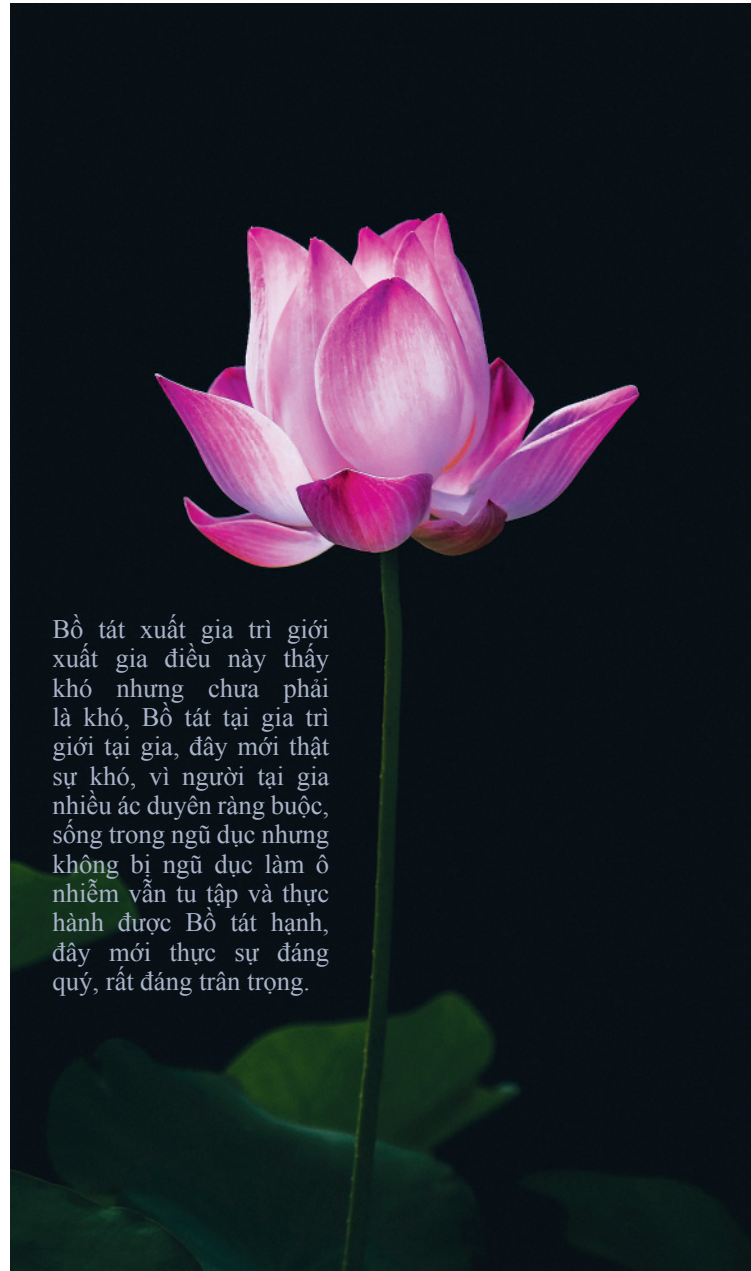 Bồ tát xuất gia trì giới
xuất gia điều này thấy
khó nhưng chưa phải
là khó, Bồ tát tại gia trì
giới tại gia, đây mới thật
sự khó, vì người tại gia
nhiều ác duyên ràng buộc,
sống trong ngũ dục nhưng
không bị ngũ dục làm ô
nhiễm vẫn tu tập và thực
hành được Bồ tát hạnh,
đây mới thực sự đáng
quý, rất đáng trân trọng.